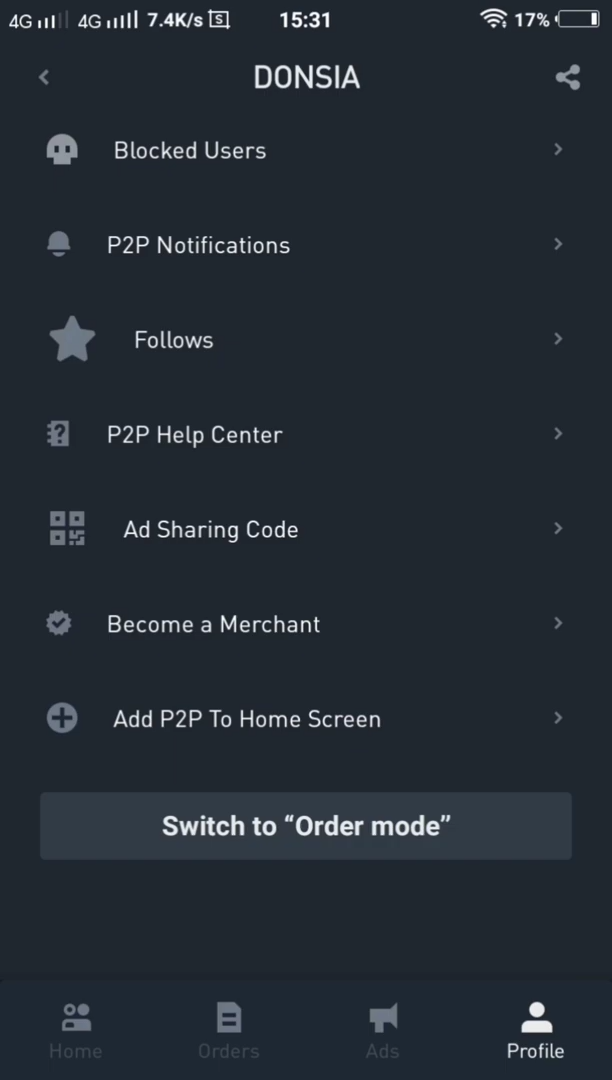 4G 4G 7.4K/s S 15:31 17%
DONSIA
Blocked Users
P2P Notifications
Follows
P2P Help Center
Ad Sharing Code
Become a Merchant
Add P2P To Home Screen
Switch to “Order mode”
Home Orders Ads Profile